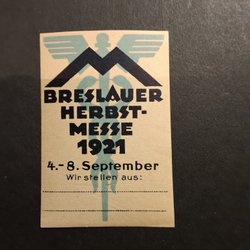 BRESLAUER
HERBST-
MESSE
1921
4.-8. September
Wir stellen aus: